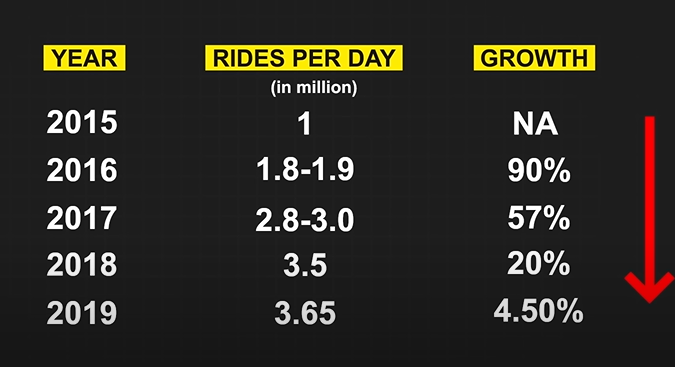 YEAR RIDES PER DAY GROWTH
(in million)
2015 1 NA
2016 1.8-1.9 90%
2017 2.8-3.0 57%
2018 3.5 20%
2019 3.65 4.50%